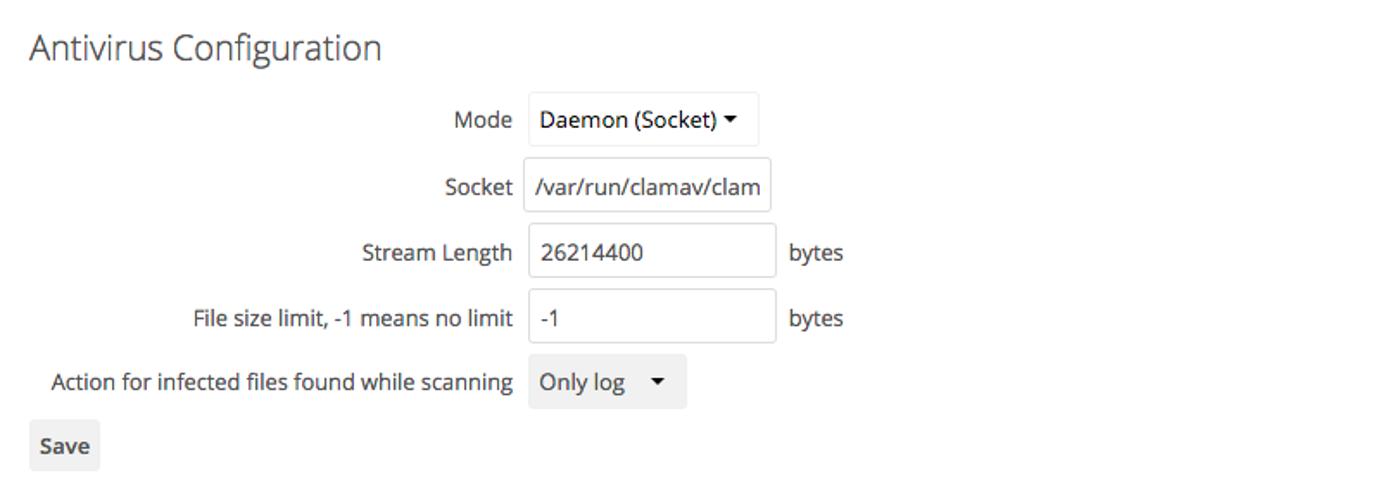 Antivirus Configuration
Mode Daemon (Socket)
Socket /var/run/clamav/clam
Stream Length 26214400 bytes
File size limit, -1 means no limit -1 bytes
Action for infected files found while scanning Only log
Save